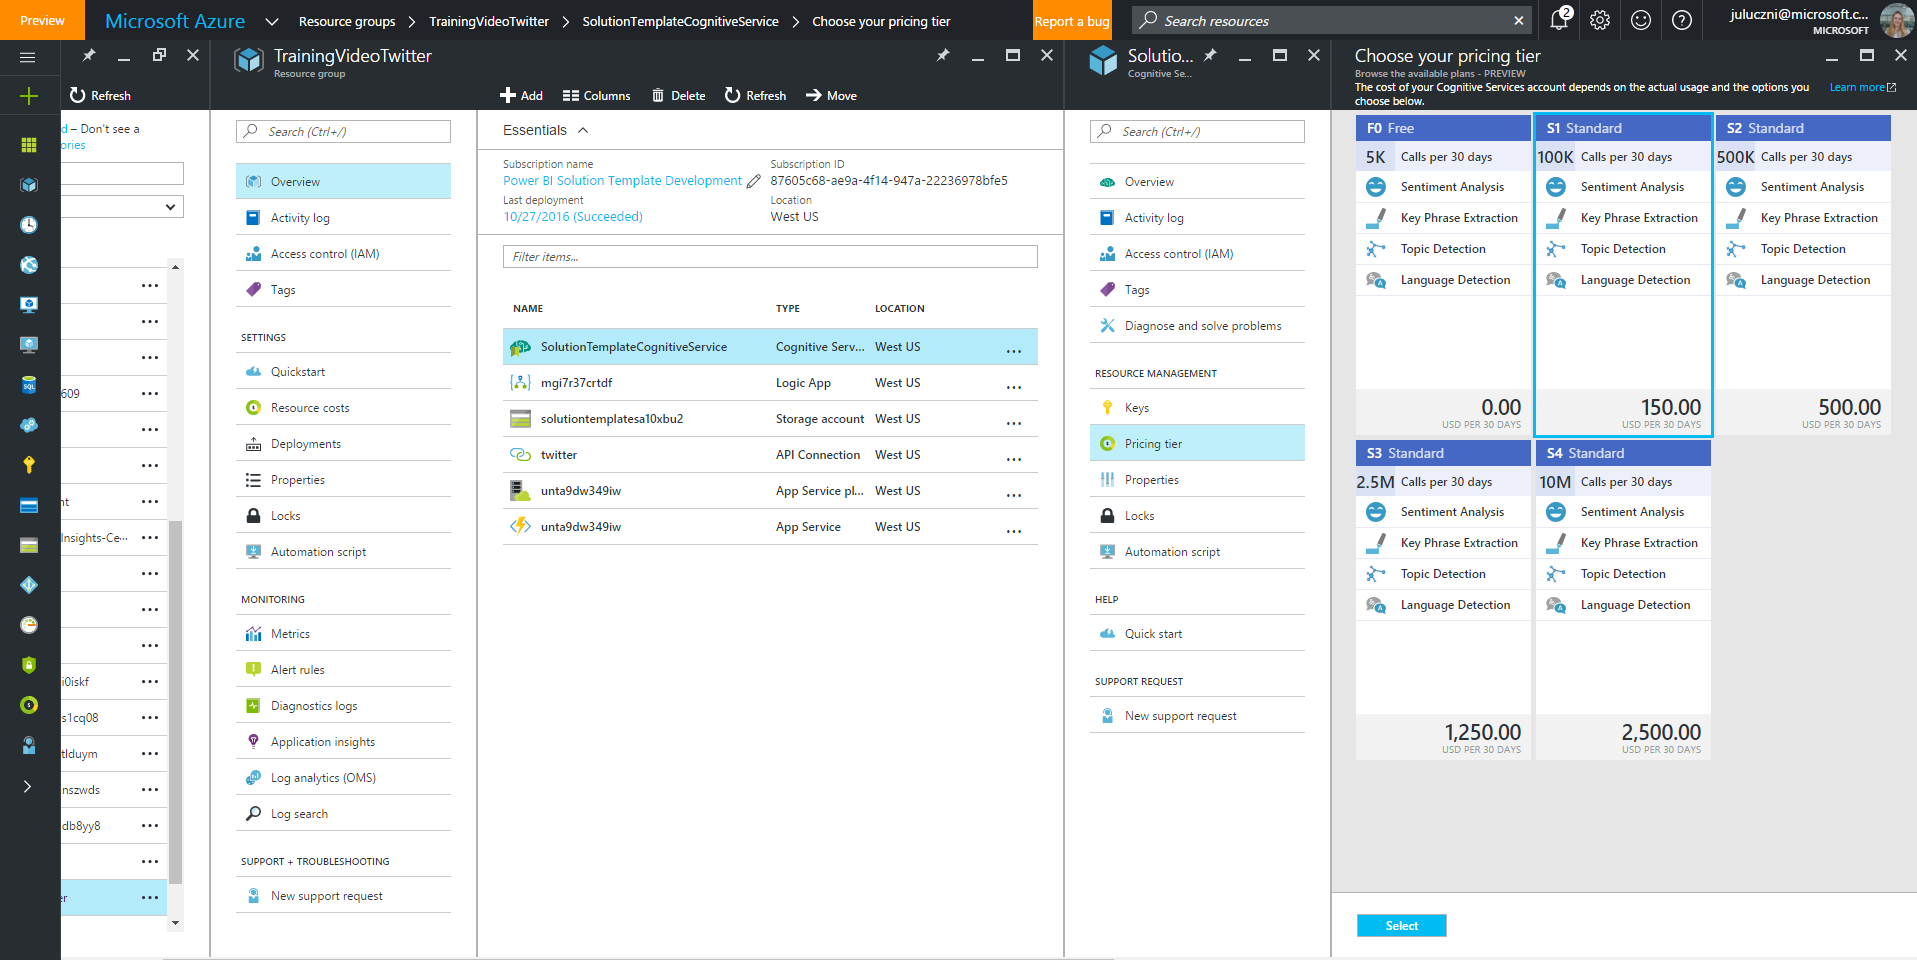 Preview
Microsoft Azure
Resource groups
TrainingVideoTwitter
SolutionTemplateCognitiveService
Choose your pricing tier
Report a bug
Search resources
2
juluczni@microsoft.c...
MICROSOFT
Refresh
d – Don't see a
ories
609
nt
Insights-Ce...
i0iskf
s1cq08
tlduym
nszwds
db8yy8
er
TrainingVideoTwitter
Resource group
Add
Columns
Delete
Refresh
Move
Search (Ctrl+/)
Overview
Activity log
Access control (IAM)
Tags
SETTINGS
Quickstart
Resource costs
Deployments
Properties
Locks
Automation script
MONITORING
Metrics
Alert rules
Diagnostics logs
Application insights
Log analytics (OMS)
Log search
SUPPORT + TROUBLESHOOTING
New support request
Essentials
Subscription name
Power BI Solution Template Development
Last deployment
10/27/2016 (Succeeded)
Subscription ID
87605c68-ae9a-4f14-947a-22236978bfe5
Location
West US
Filter items...
NAME TYPE LOCATION
SolutionTemplateCognitiveService Cognitive Serv... West US ...
mgi7r37crtdf Logic App West US ...
solutiontemplatesa10xbu2 Storage account West US ...
twitter API Connection West US ...
unta9dw349iw App Service pl... West US ...
unta9dw349iw App Service West US ...
Solutio...
Cognitive Se...
Search (Ctrl+/)
Overview
Activity log
Access control (IAM)
Tags
Diagnose and solve problems
RESOURCE MANAGEMENT
Keys
Pricing tier
Properties
Locks
Automation script
HELP
Quick start
SUPPORT REQUEST
New support request
Choose your pricing tier
Browse the available plans - PREVIEW
The cost of your Cognitive Services account depends on the actual usage and the options you
choose below.
Learn more
F0 Free
5K Calls per 30 days
Sentiment Analysis
Key Phrase Extraction
Topic Detection
Language Detection
0.00
USD PER 30 DAYS
S1 Standard
100K Calls per 30 days
Sentiment Analysis
Key Phrase Extraction
Topic Detection
Language Detection
150.00
USD PER 30 DAYS
S2 Standard
500K Calls per 30 days
Sentiment Analysis
Key Phrase Extraction
Topic Detection
Language Detection
500.00
USD PER 30 DAYS
S3 Standard
2.5M Calls per 30 days
Sentiment Analysis
Key Phrase Extraction
Topic Detection
Language Detection
1,250.00
USD PER 30 DAYS
S4 Standard
10M Calls per 30 days
Sentiment Analysis
Key Phrase Extraction
Topic Detection
Language Detection
2,500.00
USD PER 30 DAYS
Select